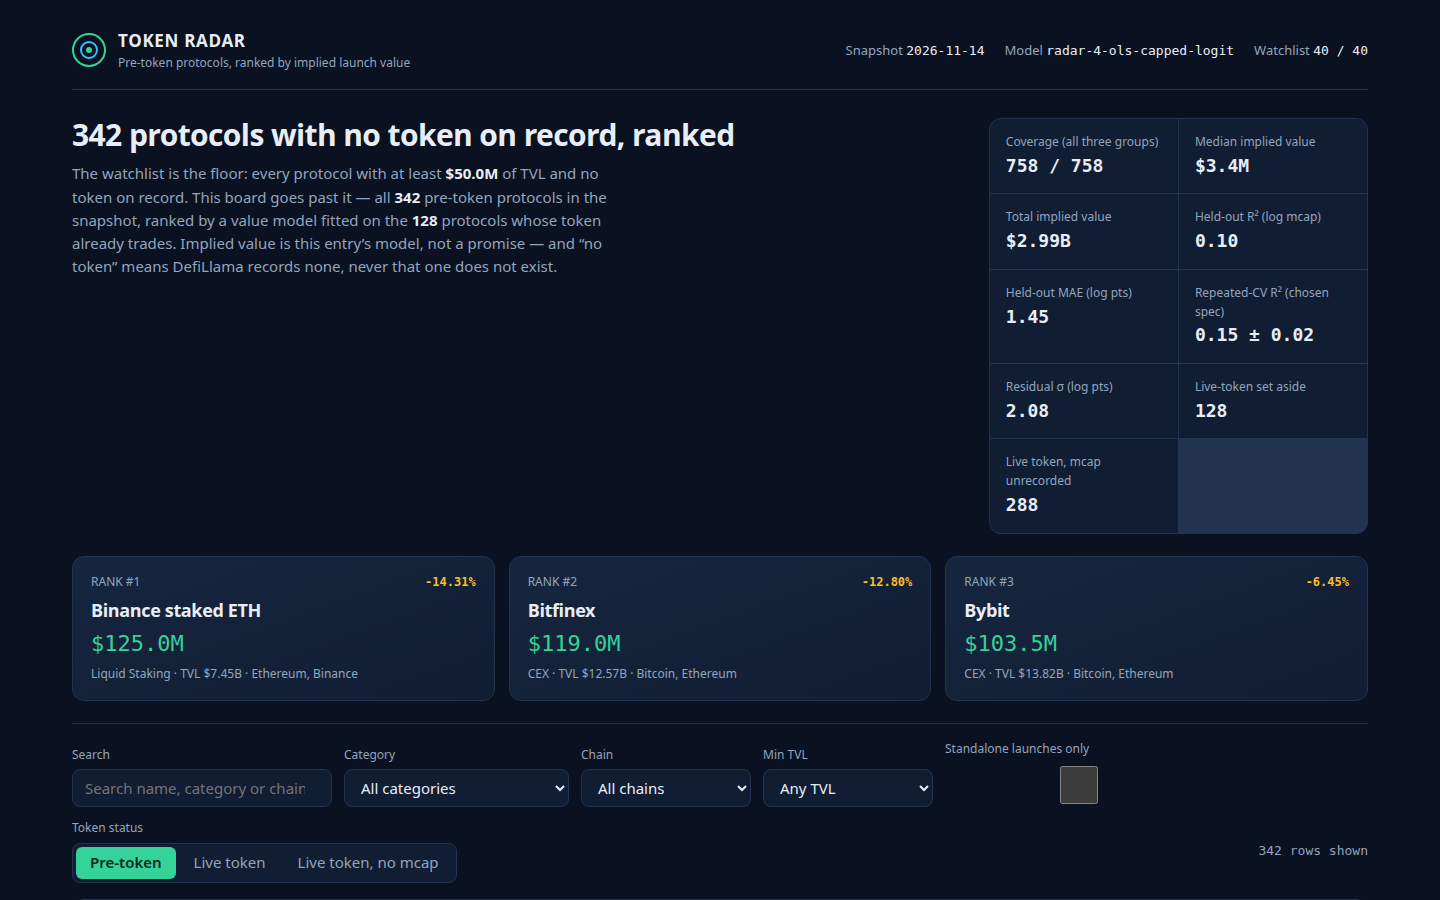 TOKEN RADAR
Pre-token protocols, ranked by implied launch value
Snapshot 2026-11-14 Model radar-4-ols-capped-logit Watchlist 40 / 40
342 protocols with no token on record, ranked
The watchlist is the floor: every protocol with at least $50.0M of TVL and no
token on record. This board goes past it — all 342 pre-token protocols in the
snapshot, ranked by a value model fitted on the 128 protocols whose token
already trades. Implied value is this entry’s model, not a promise — and “no
token” means DefiLlama records none, never that one does not exist.
Coverage (all three groups)
758 / 758
Median implied value
$3.4M
Total implied value
$2.99B
Held-out R² (log mcap)
0.10
Held-out MAE (log pts)
1.45
Repeated-CV R² (chosen
spec)
0.15 ± 0.02
Residual σ (log pts)
2.08
Live-token set aside
128
Live token, mcap
unrecorded
288
RANK #1 -14.31%
Binance staked ETH
$125.0M
Liquid Staking · TVL $7.45B · Ethereum, Binance
RANK #2 -12.80%
Bitfinex
$119.0M
CEX · TVL $12.57B · Bitcoin, Ethereum
RANK #3 -6.45%
Bybit
$103.5M
CEX · TVL $13.82B · Bitcoin, Ethereum
Search
Search name, category or chain
Category
All categories
Chain
All chains
Min TVL
Any TVL
Standalone launches only
Token status
Pre-token Live token Live token, no mcap
342 rows shown